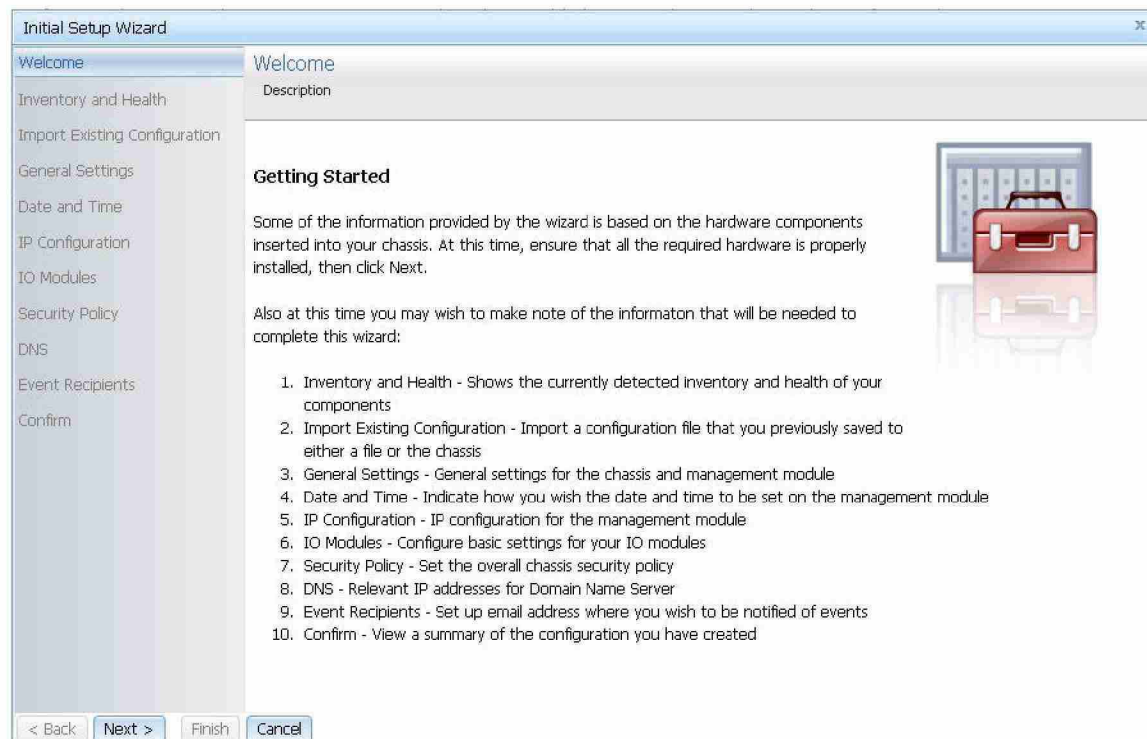 Initial Setup Wizard
x
Welcome
Inventory and Health
Import Existing Configuration
General Settings
Date and Time
IP Configuration
IO Modules
Security Policy
DNS
Event Recipients
Confirm
Welcome
Description
Getting Started
Some of the information provided by the wizard is based on the hardware components
inserted into your chassis. At this time, ensure that all the required hardware is properly
installed, then click Next.
Also at this time you may wish to make note of the informaton that will be needed to
complete this wizard:
1. Inventory and Health - Shows the currently detected inventory and health of your
components
2. Import Existing Configuration - Import a configuration file that you previously saved to
either a file or the chassis
3. General Settings - General settings for the chassis and management module
4. Date and Time - Indicate how you wish the date and time to be set on the management module
5. IP Configuration - IP configuration for the management module
6. IO Modules - Configure basic settings for your IO modules
7. Security Policy - Set the overall chassis security policy
8. DNS - Relevant IP addresses for Domain Name Server
9. Event Recipients - Set up email address where you wish to be notified of events
10. Confirm - View a summary of the configuration you have created
< Back Next > Finish Cancel